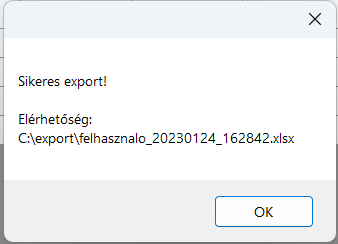 Sikeres export!
Elérhetőség:
C:\export\felhasznalo_20230124_162842.xlsx
OK